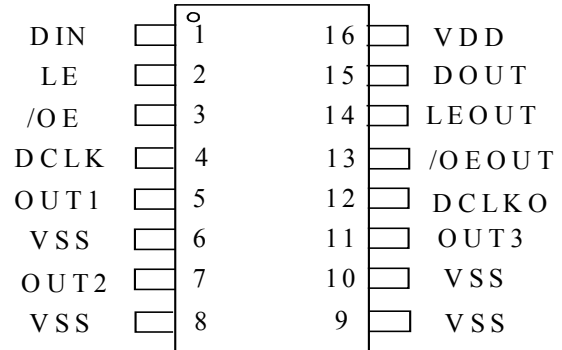 DIN 1 16 VDD
LE 2 15 DOUT
/OE 3 14 LEOUT
DCLK 4 13 /OEOUT
OUT1 5 12 DCLKO
VSS 6 11 OUT3
OUT2 7 10 VSS
VSS 8 9 VSS